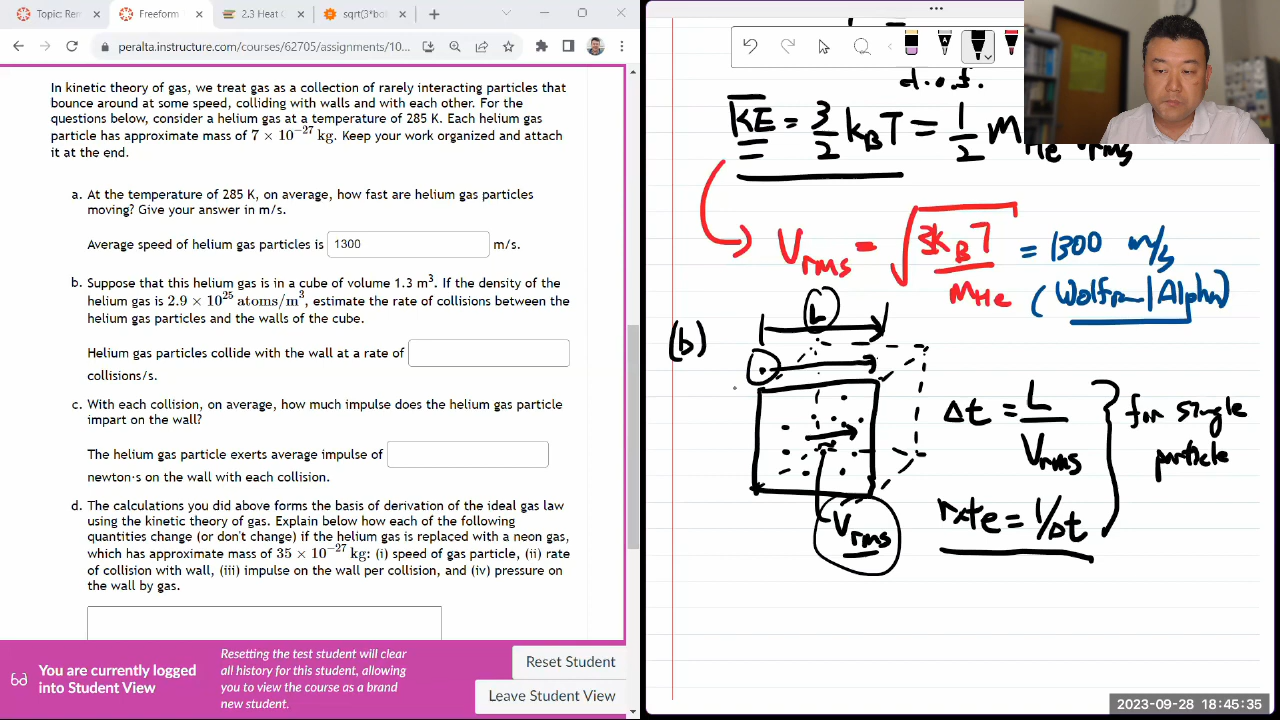 Topic: Rem
Freeform
2.3 Heat C
sqrt(3*bo
peralta.instructure.com/courses/62705/assignments/10...
In kinetic theory of gas, we treat gas as a collection of rarely interacting particles that
bounce around at some speed, colliding with walls and with each other. For the
questions below, consider a helium gas at a temperature of 285 K. Each helium gas
particle has approximate mass of 7 × 10⁻²⁷ kg. Keep your work organized and attach
it at the end.
a. At the temperature of 285 K, on average, how fast are helium gas particles
moving? Give your answer in m/s.
Average speed of helium gas particles is 1300 m/s.
b. Suppose that this helium gas is in a cube of volume 1.3 m³. If the density of the
helium gas is 2.9 × 10²⁵ atoms/m³, estimate the rate of collisions between the
helium gas particles and the walls of the cube.
Helium gas particles collide with the wall at a rate of
collisions/s.
c. With each collision, on average, how much impulse does the helium gas particle
impart on the wall?
The helium gas particle exerts average impulse of
newton·s on the wall with each collision.
d. The calculations you did above forms the basis of derivation of the ideal gas law
using the kinetic theory of gas. Explain below how each of the following
quantities change (or don't change) if the helium gas is replaced with a neon gas,
which has approximate mass of 35 × 10⁻²⁷ kg: (i) speed of gas particle, (ii) rate
of collision with wall, (iii) impulse on the wall per collision, and (iv) pressure on
the wall by gas.
You are currently logged
into Student View
Resetting the test student will clear
all history for this student, allowing
you to view the course as a brand
new student.
Reset Student
Leave Student View
d.o.f.
KE = 3/2 k_B T = 1/2 m_He v_rms
V_rms = √(3k_B T / m_He) = 1300 m/s
(Wolfram|Alpha)
(b)
L
Δt = L / V_rms
rate = 1/Δt
for single
particle
V_rms
2023-09-28 18:45:35